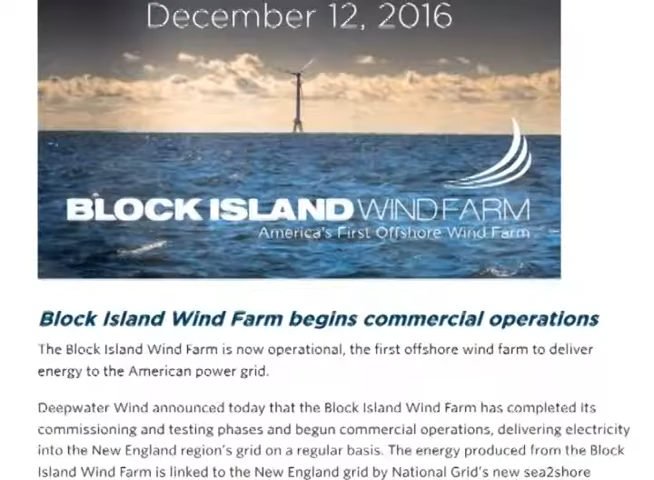 December 12, 2016
BLOCK ISLAND WIND FARM
America's First Offshore Wind Farm
Block Island Wind Farm begins commercial operations
The Block Island Wind Farm is now operational, the first offshore wind farm to deliver
energy to the American power grid.
Deepwater Wind announced today that the Block Island Wind Farm has completed its
commissioning and testing phases and begun commercial operations, delivering electricity
into the New England region's grid on a regular basis. The energy produced from the Block
Island Wind Farm is linked to the New England grid by National Grid's new sea2shore